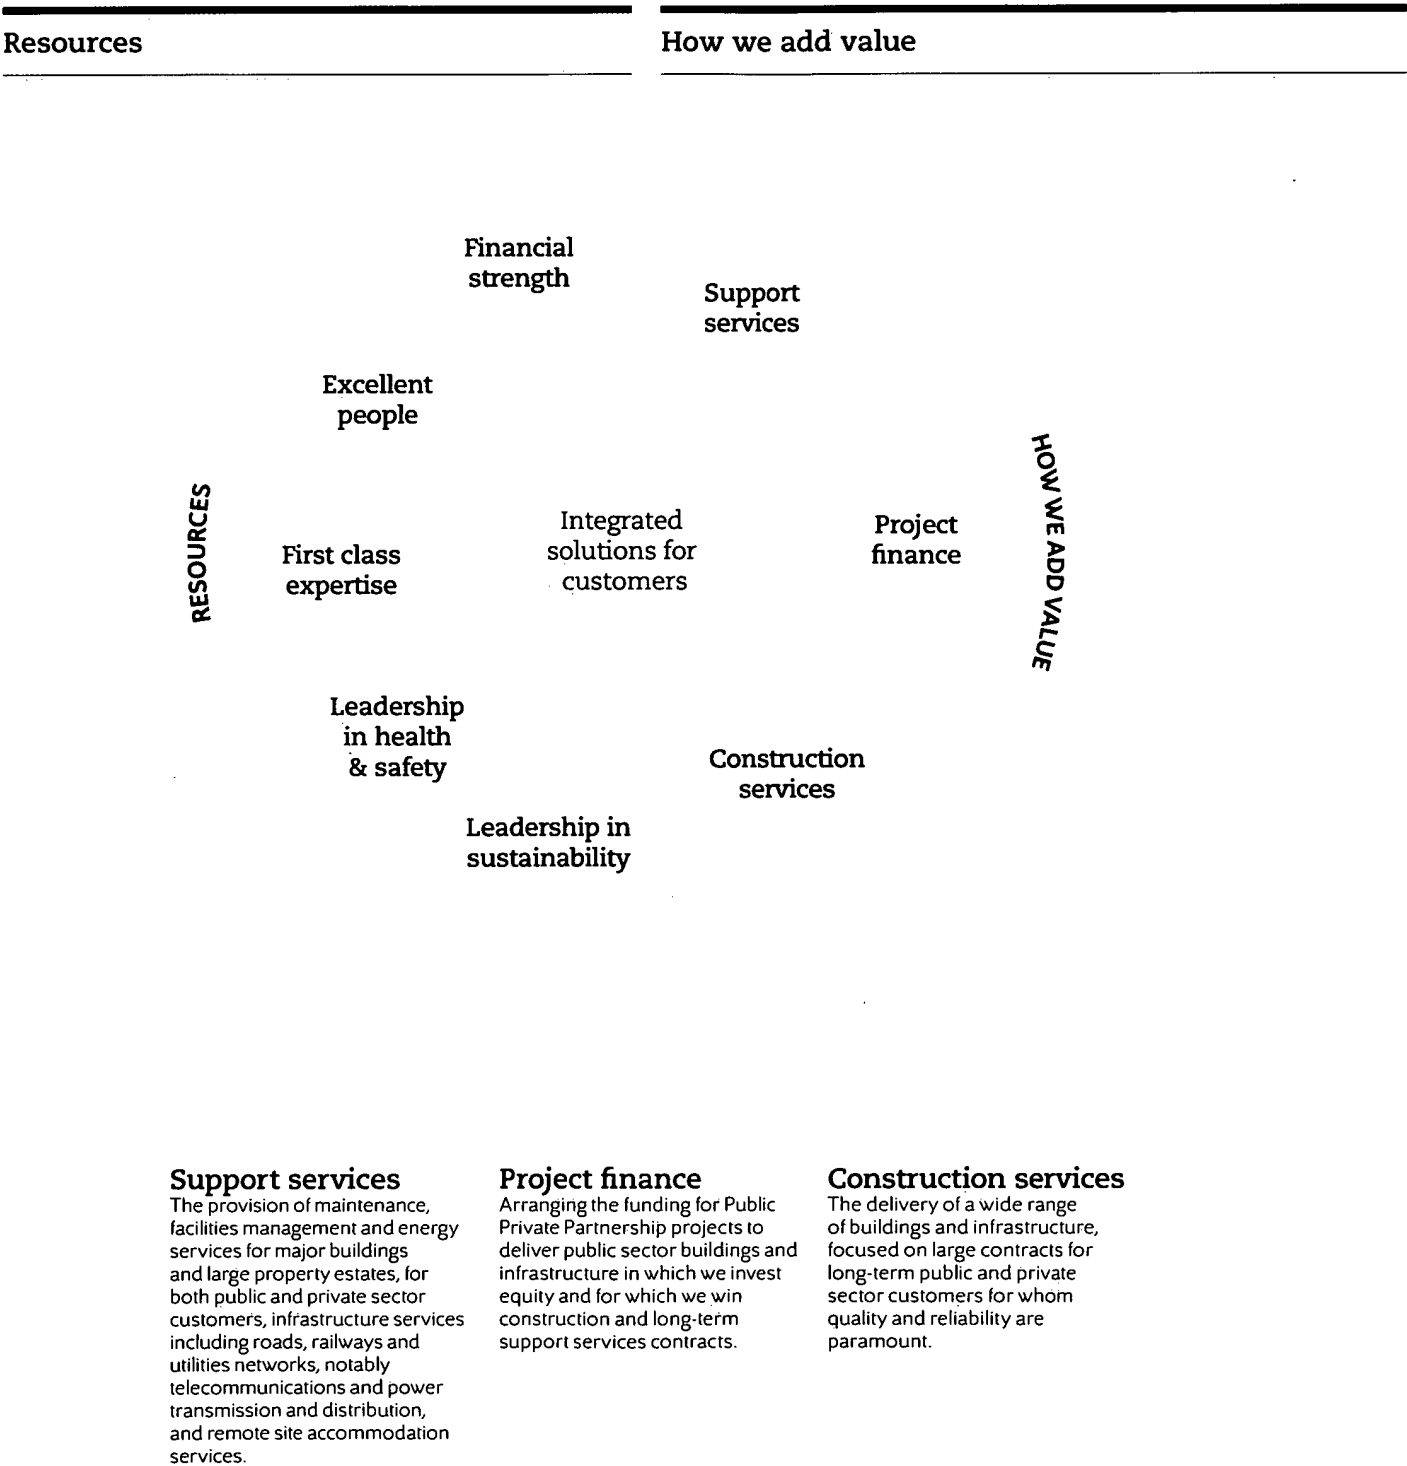 Resources
How we add value
Financial
strength
Support
services
Excellent
people
RESOURCES
First class
expertise
Integrated
solutions for
customers
Project
finance
HOW WE ADD VALUE
Leadership
in health
& safety
Construction
services
Leadership in
sustainability
Support services
The provision of maintenance,
facilities management and energy
services for major buildings
and large property estates, for
both public and private sector
customers, infrastructure services
including roads, railways and
utilities networks, notably
telecommunications and power
transmission and distribution,
and remote site accommodation
services.
Project finance
Arranging the funding for Public
Private Partnership projects to
deliver public sector buildings and
infrastructure in which we invest
equity and for which we win
construction and long-term
support services contracts.
Construction services
The delivery of a wide range
of buildings and infrastructure,
focused on large contracts for
long-term public and private
sector customers for whom
quality and reliability are
paramount.